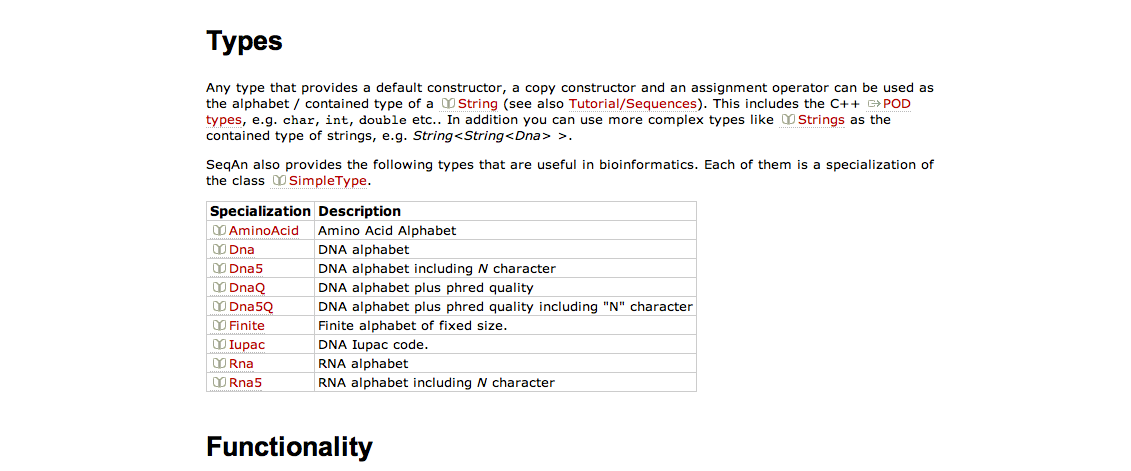 Types
Any type that provides a default constructor, a copy constructor and an assignment operator can be used as
the alphabet / contained type of a String (see also Tutorial/Sequences). This includes the C++ POD
types, e.g. char, int, double etc.. In addition you can use more complex types like Strings as the
contained type of strings, e.g. String<String<Dna> >.
SeqAn also provides the following types that are useful in bioinformatics. Each of them is a specialization of
the class SimpleType.
Specialization Description
AminoAcid Amino Acid Alphabet
Dna DNA alphabet
Dna5 DNA alphabet including N character
DnaQ DNA alphabet plus phred quality
Dna5Q DNA alphabet plus phred quality including "N" character
Finite Finite alphabet of fixed size.
Iupac DNA Iupac code.
Rna RNA alphabet
Rna5 RNA alphabet including N character
Functionality